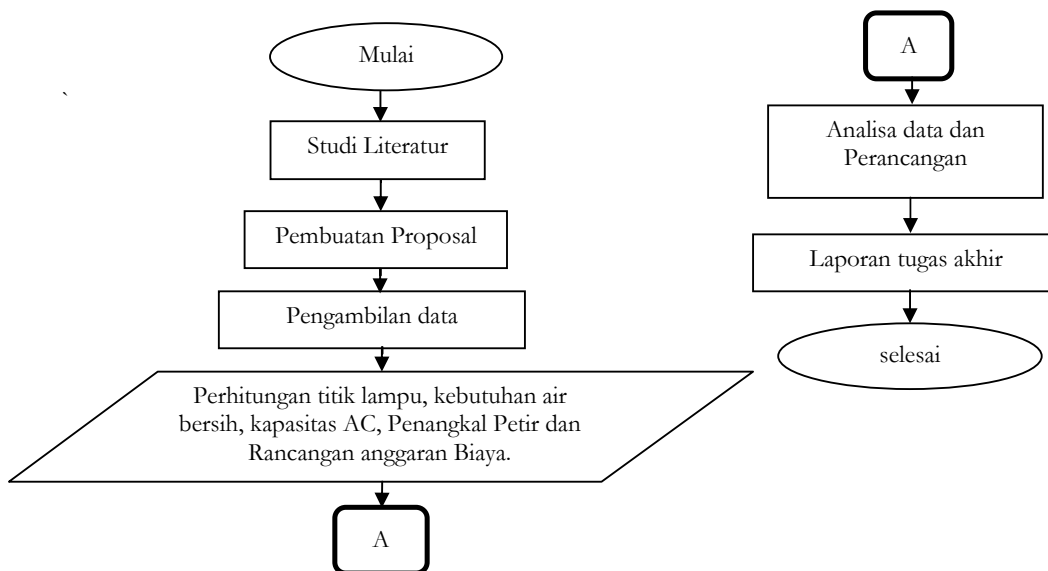 Mulai
`
Studi Literatur
Pembuatan Proposal
Pengambilan data
Perhitungan titik lampu, kebutuhan air
bersih, kapasitas AC, Penangkal Petir dan
Rancangan anggaran Biaya.
A
A
Analisa data dan
Perancangan
Laporan tugas akhir
selesai